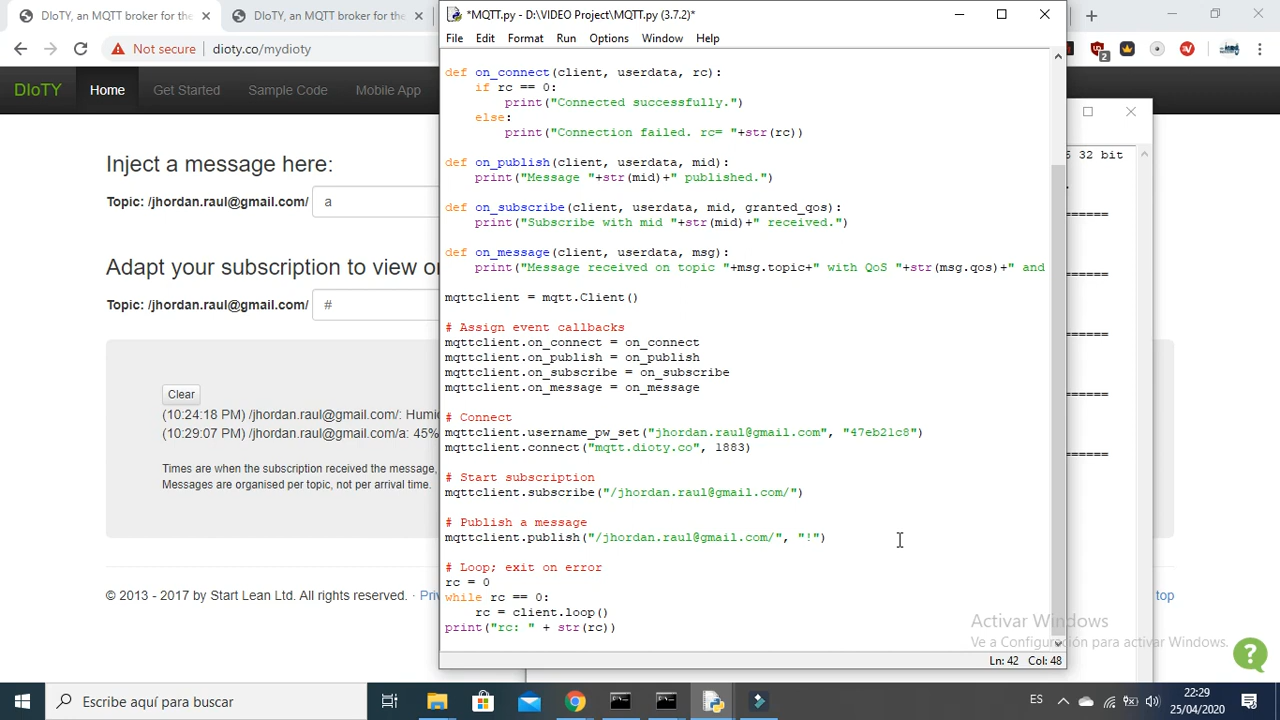 DIoTY, an MQTT broker for the
DIoTY, an MQTT broker for the
*MQTT.py - D:\VIDEO Project\MQTT.py (3.7.2)*
File Edit Format Run Options Window Help
Not secure dioty.co/mydioty
DIoTY Home Get Started Sample Code Mobile App
Inject a message here:
Topic: /jhordan.raul@gmail.com/ a
Adapt your subscription to view or
Topic: /jhordan.raul@gmail.com/ #
Clear
(10:24:18 PM) /jhordan.raul@gmail.com/: Humi
(10:29:07 PM) /jhordan.raul@gmail.com/a: 45%
Times are when the subscription received the message,
Messages are organised per topic, not per arrival time.
© 2013 - 2017 by Start Lean Ltd. All rights reserved. · Pri
def on_connect(client, userdata, rc):
if rc == 0:
print("Connected successfully.")
else:
print("Connection failed. rc= "+str(rc))
def on_publish(client, userdata, mid):
print("Message "+str(mid)+" published.")
def on_subscribe(client, userdata, mid, granted_qos):
print("Subscribe with mid "+str(mid)+" received.")
def on_message(client, userdata, msg):
print("Message received on topic "+msg.topic+" with QoS "+str(msg.qos)+" and
mqttclient = mqtt.Client()
# Assign event callbacks
mqttclient.on_connect = on_connect
mqttclient.on_publish = on_publish
mqttclient.on_subscribe = on_subscribe
mqttclient.on_message = on_message
# Connect
mqttclient.username_pw_set("jhordan.raul@gmail.com", "47eb21c8")
mqttclient.connect("mqtt.dioty.co", 1883)
# Start subscription
mqttclient.subscribe("/jhordan.raul@gmail.com/")
# Publish a message
mqttclient.publish("/jhordan.raul@gmail.com/", "!")
# Loop; exit on error
rc = 0
while rc == 0:
rc = client.loop()
print("rc: " + str(rc))
Ln: 42 Col: 48
32 bit
======
======
======
======
======
top
Activar Windows
Ve a Configuración para activar Windows.
Escribe aquí para buscar
ES
22:29
25/04/2020